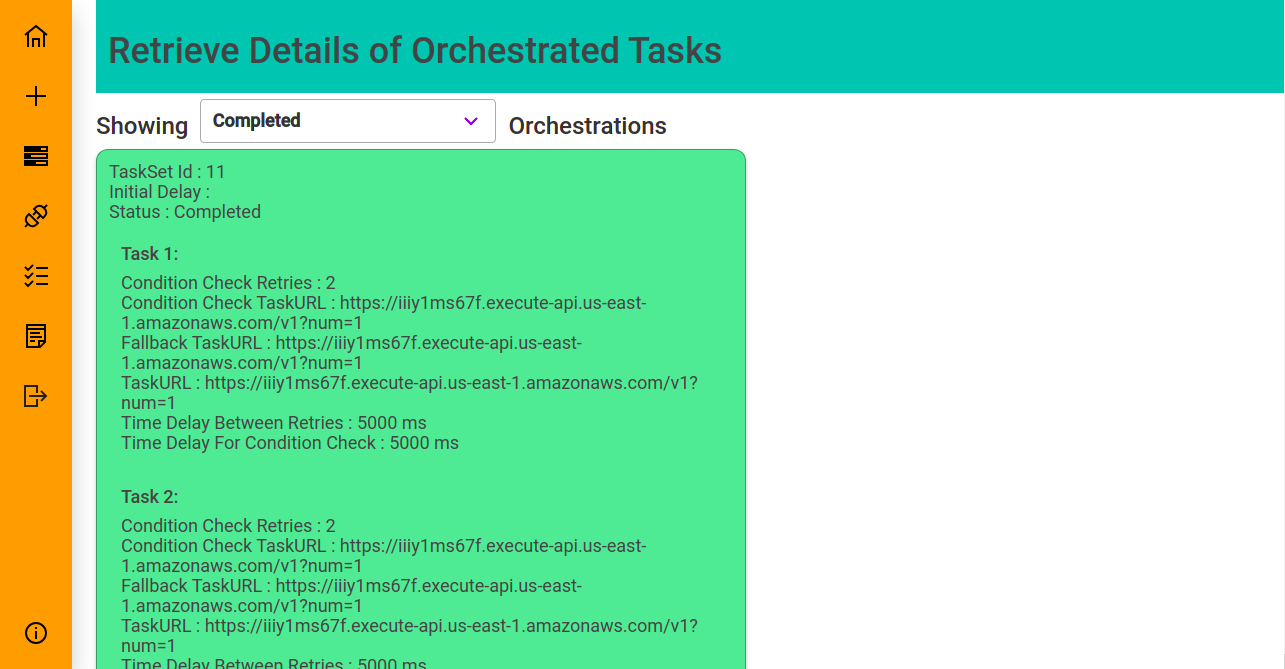 Retrieve Details of Orchestrated Tasks
Showing Completed Orchestrations
TaskSet Id : 11
Initial Delay :
Status : Completed
Task 1:
Condition Check Retries : 2
Condition Check TaskURL : https://iiiy1ms67f.execute-api.us-east-
1.amazonaws.com/v1?num=1
Fallback TaskURL : https://iiiy1ms67f.execute-api.us-east-
1.amazonaws.com/v1?num=1
TaskURL : https://iiiy1ms67f.execute-api.us-east-1.amazonaws.com/v1?
num=1
Time Delay Between Retries : 5000 ms
Time Delay For Condition Check : 5000 ms
Task 2:
Condition Check Retries : 2
Condition Check TaskURL : https://iiiy1ms67f.execute-api.us-east-
1.amazonaws.com/v1?num=1
Fallback TaskURL : https://iiiy1ms67f.execute-api.us-east-
1.amazonaws.com/v1?num=1
TaskURL : https://iiiy1ms67f.execute-api.us-east-1.amazonaws.com/v1?
num=1
Time Delay Between Retries : 5000 ms